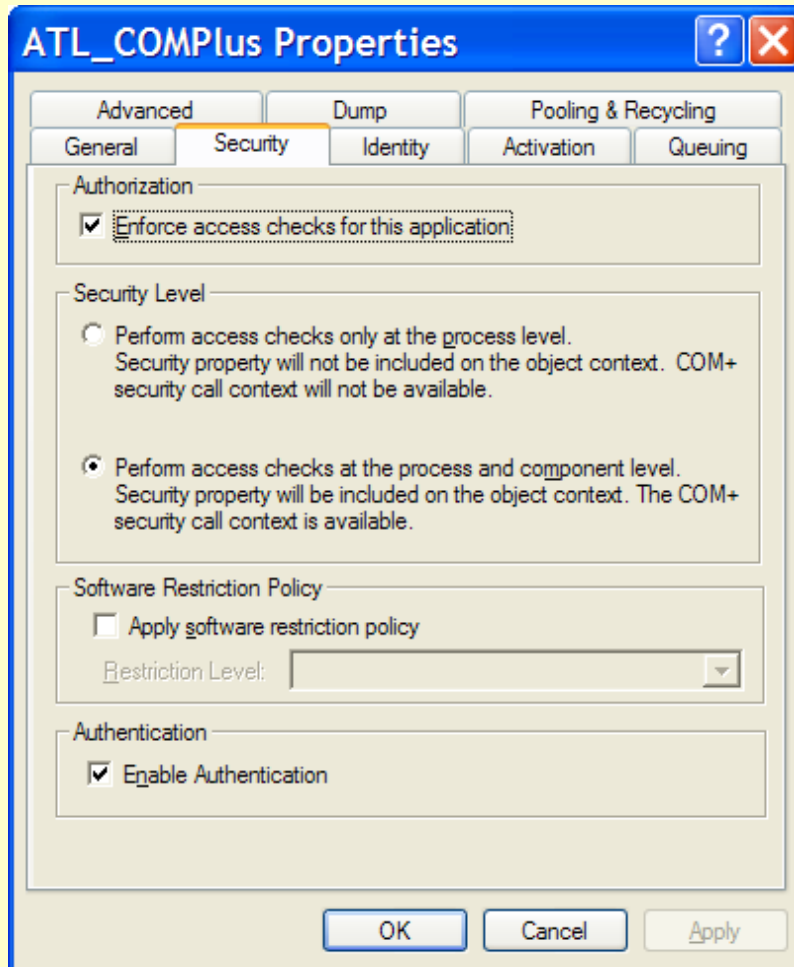 ATL_COMPlus Properties
?
Advanced Dump Pooling & Recycling
General Security Identity Activation Queuing
Authorization
Enforce access checks for this application
Security Level
Perform access checks only at the process level.
Security property will not be included on the object context. COM+
security call context will not be available.
Perform access checks at the process and component level.
Security property will be included on the object context. The COM+
security call context is available.
Software Restriction Policy
Apply software restriction policy
Restriction Level:
Authentication
Enable Authentication
OK Cancel Apply